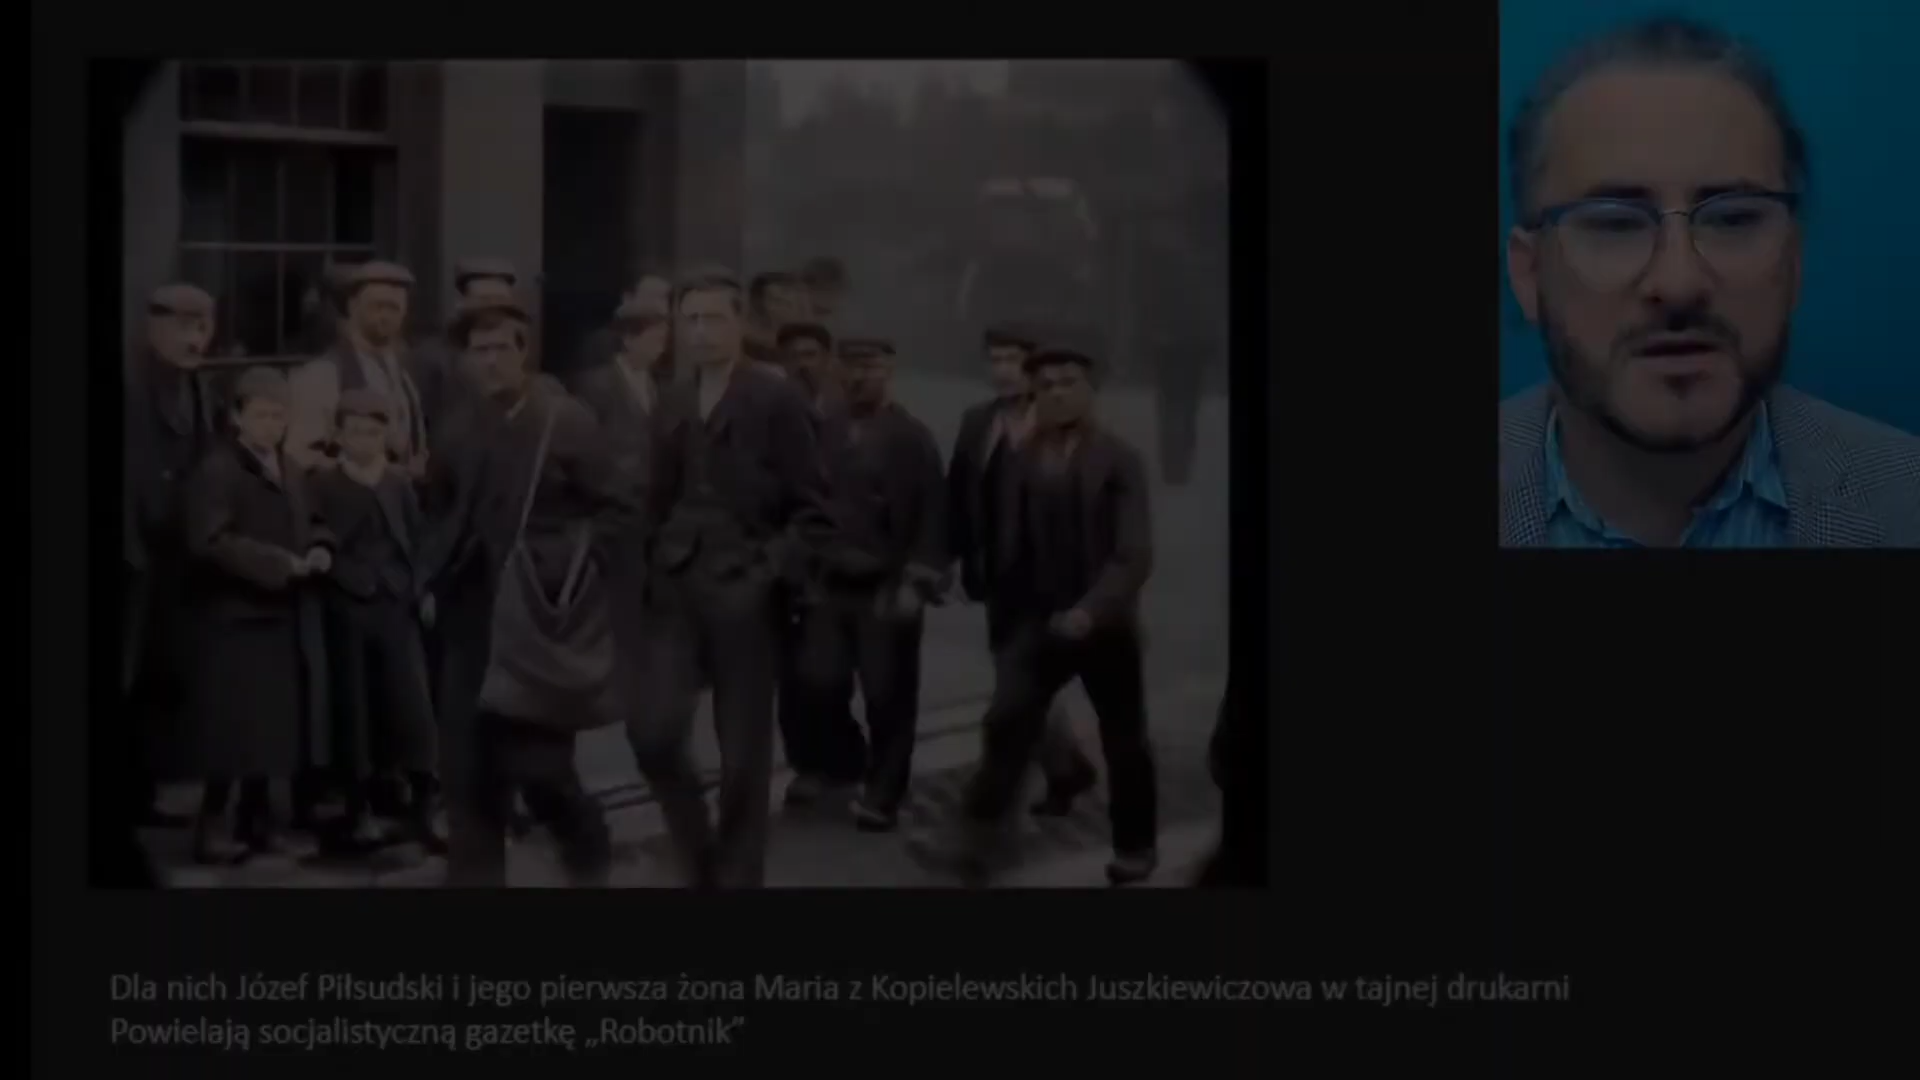 Dla nich Józef Piłsudski i jego pierwsza żona Maria z Kopielewskich Juszkiewiczowa w tajnej drukarni
Powielają socjalistyczną gazetkę „Robotnik”